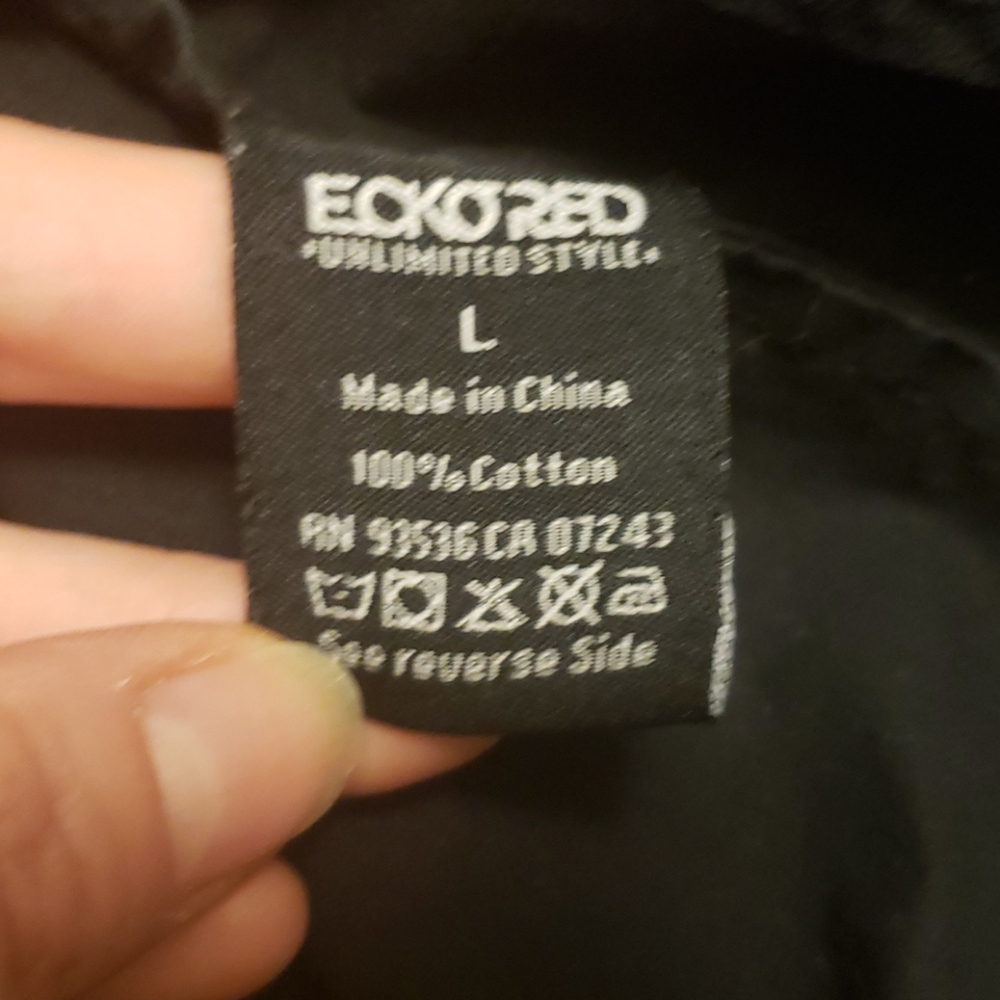 ECKO RED
•UNLIMITED STYLE•
L
Made in China
100% Cotton
RN 93536 CA 07243
See reverse Side